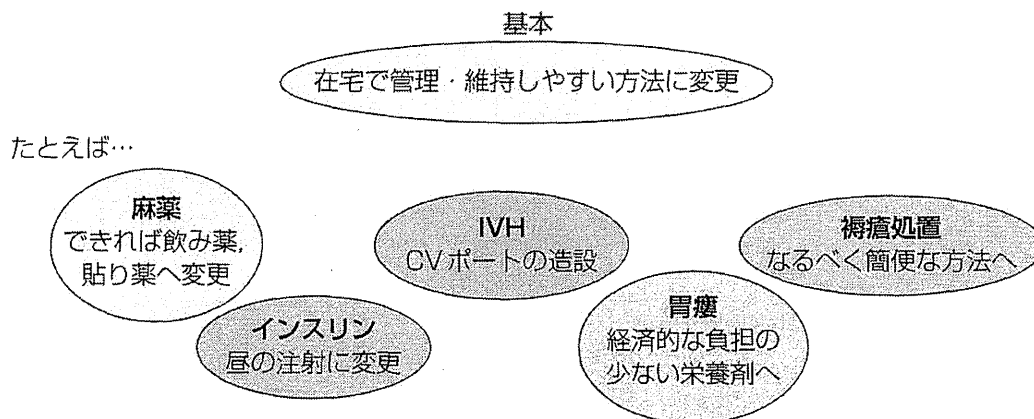 基本
在宅で管理・維持しやすい方法に変更
たとえば…
麻薬
できれば飲み薬,
貼り薬へ変更
インスリン
昼の注射に変更
IVH
CVポートの造設
胃瘻
経済的な負担の
少ない栄養剤へ
褥瘡処置
なるべく簡便な方法へ